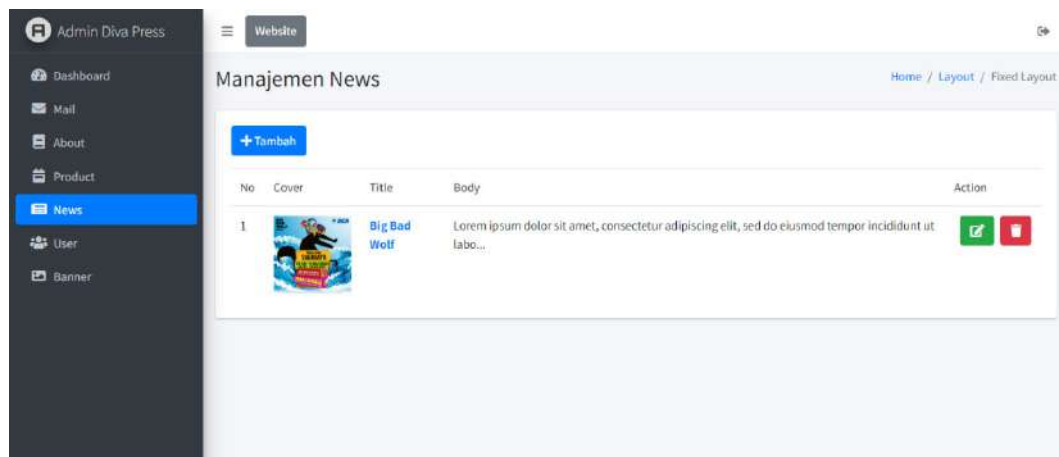 Admin Diva Press
Website
Dashboard
Mail
About
Product
News
User
Banner
Manajemen News
Home / Layout / Fixed Layout
+Tambah
No Cover Title Body Action
1 Big Bad Wolf Lorem ipsum dolor sit amet, consectetur adipiscing elit, sed do eiusmod tempor incididunt ut
labo...